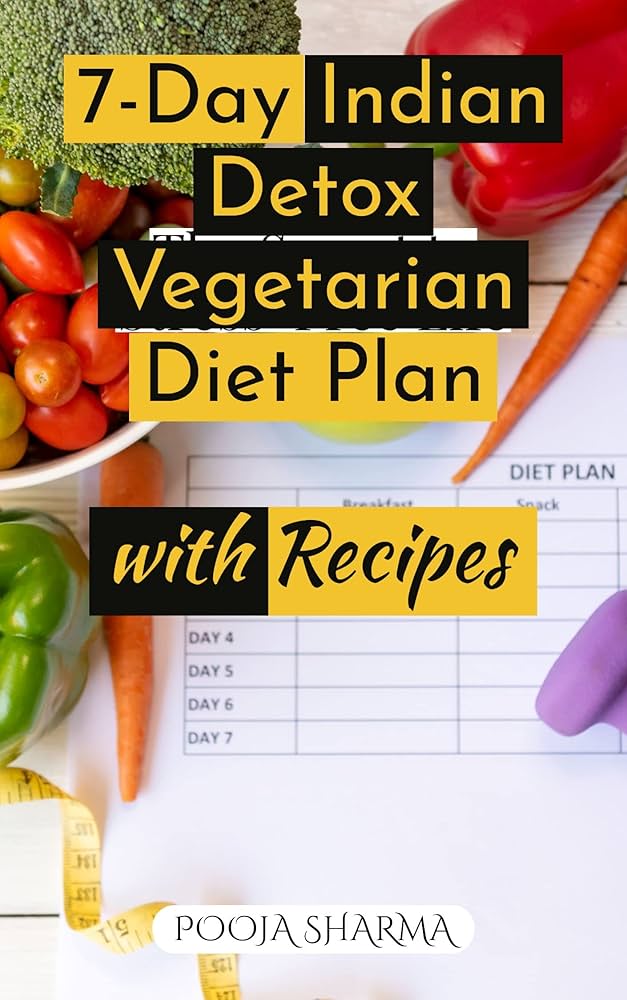 7-Day Indian
Detox
Vegetarian
Diet Plan
DIET PLAN
Breakfast
Snack
with Recipes
DAY 4
DAY 5
DAY 6
DAY 7
POOJA SHARMA